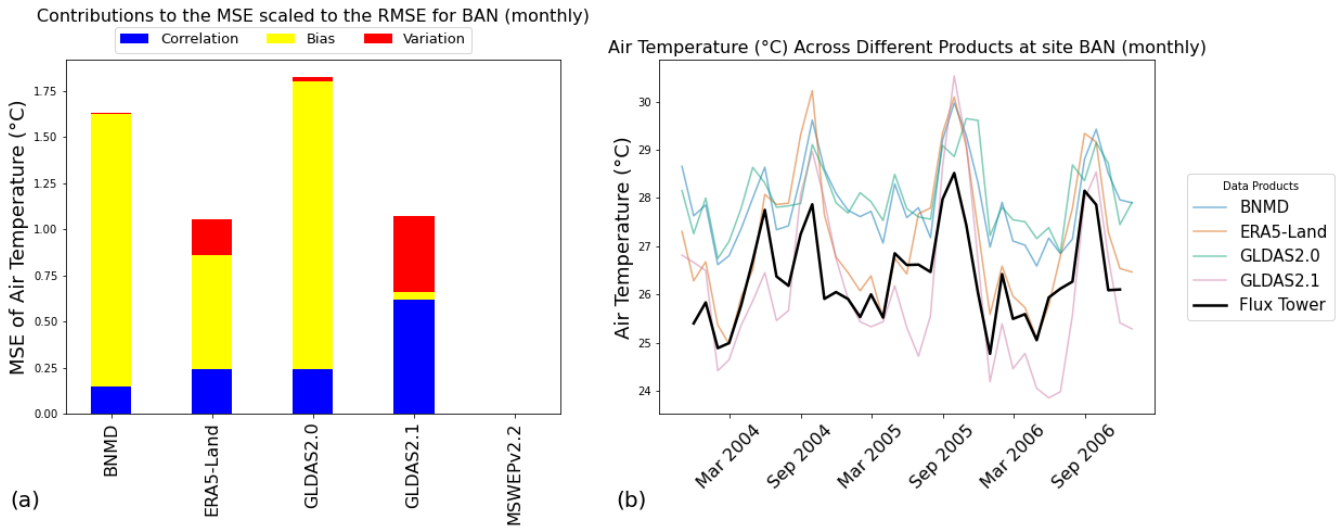 Contributions to the MSE scaled to the RMSE for BAN (monthly)
Correlation Bias Variation
MSE of Air Temperature (°C)
1.75
1.50
1.25
1.00
0.75
0.50
0.25
0.00
BNMD
ERA5-Land
GLDAS2.0
GLDAS2.1
MSWEPv2.2
(a)
Air Temperature (°C) Across Different Products at site BAN (monthly)
Air Temperature (°C)
30
29
28
27
26
25
24
Mar 2004
Sep 2004
Mar 2005
Sep 2005
Mar 2006
Sep 2006
(b)
Data Products
BNMD
ERA5-Land
GLDAS2.0
GLDAS2.1
Flux Tower